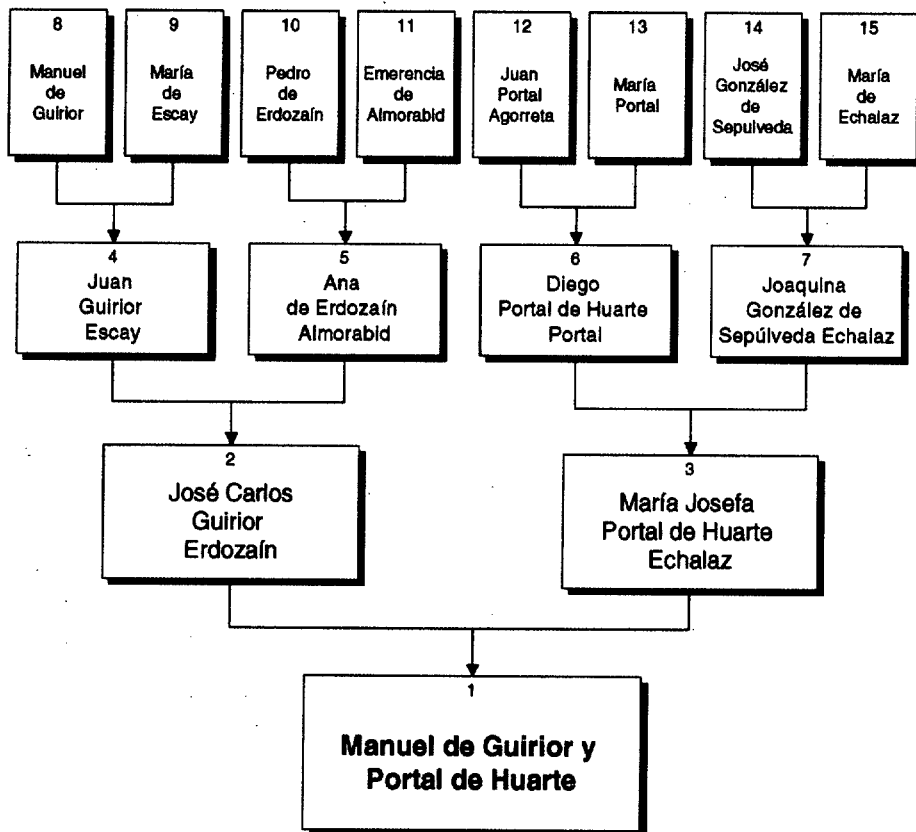 8
Manuel
de
Guirior
9
María
de
Escay
10
Pedro
de
Erdozaín
11
Emerencia
de
Almorabid
12
Juan
Portal
Agorreta
13
María
Portal
14
José
González
de
Sepulveda
15
María
de
Echalaz
4
Juan
Guirior
Escay
5
Ana
de Erdozaín
Almorabid
6
Diego
Portal de Huarte
Portal
7
Joaquina
González de
Sepúlveda Echalaz
2
José Carlos
Guirior
Erdozaín
3
María Josefa
Portal de Huarte
Echalaz
1
Manuel de Guirior y
Portal de Huarte